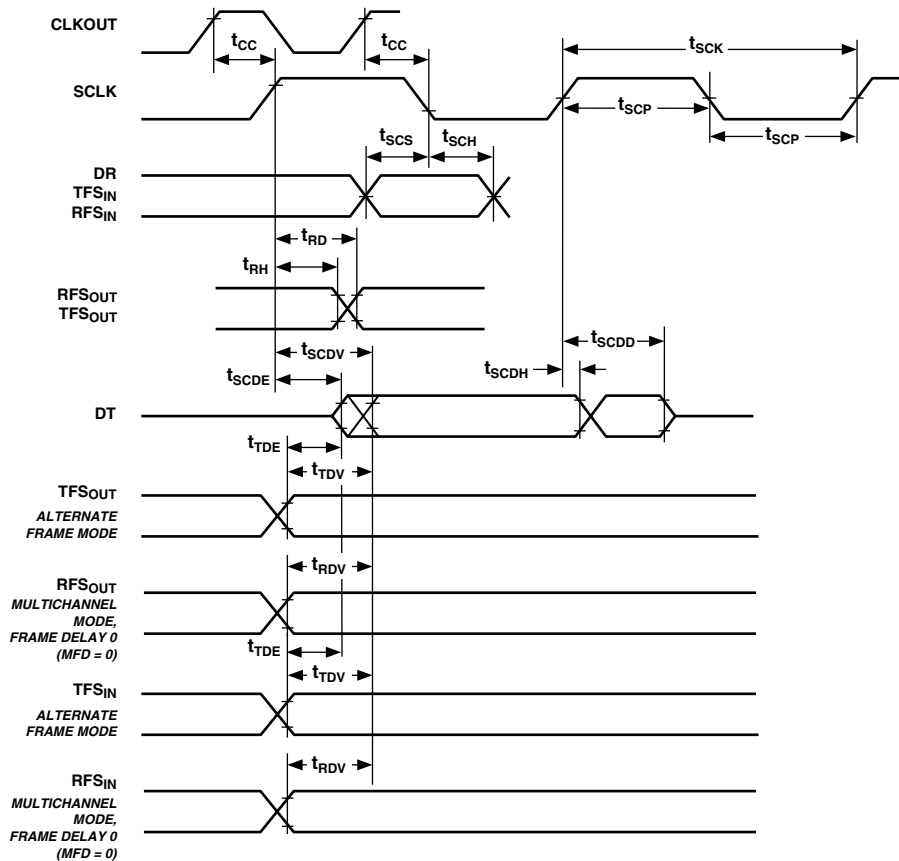 CLKOUT
tCC
tCC
tSCK
SCLK
tSCP
tSCP
tSCS
tSCH
DR
TFSIN
RFSIN
tRD
tRH
RFSOUT
TFSOUT
tSCDV
tSCDD
tSCDE
tSCDH
DT
tTDE
tTDV
TFSOUT
ALTERNATE
FRAME MODE
tRDV
RFSOUT
MULTICHANNEL
MODE,
FRAME DELAY 0
(MFD = 0)
tTDE
tTDV
TFSIN
ALTERNATE
FRAME MODE
tRDV
RFSIN
MULTICHANNEL
MODE,
FRAME DELAY 0
(MFD = 0)